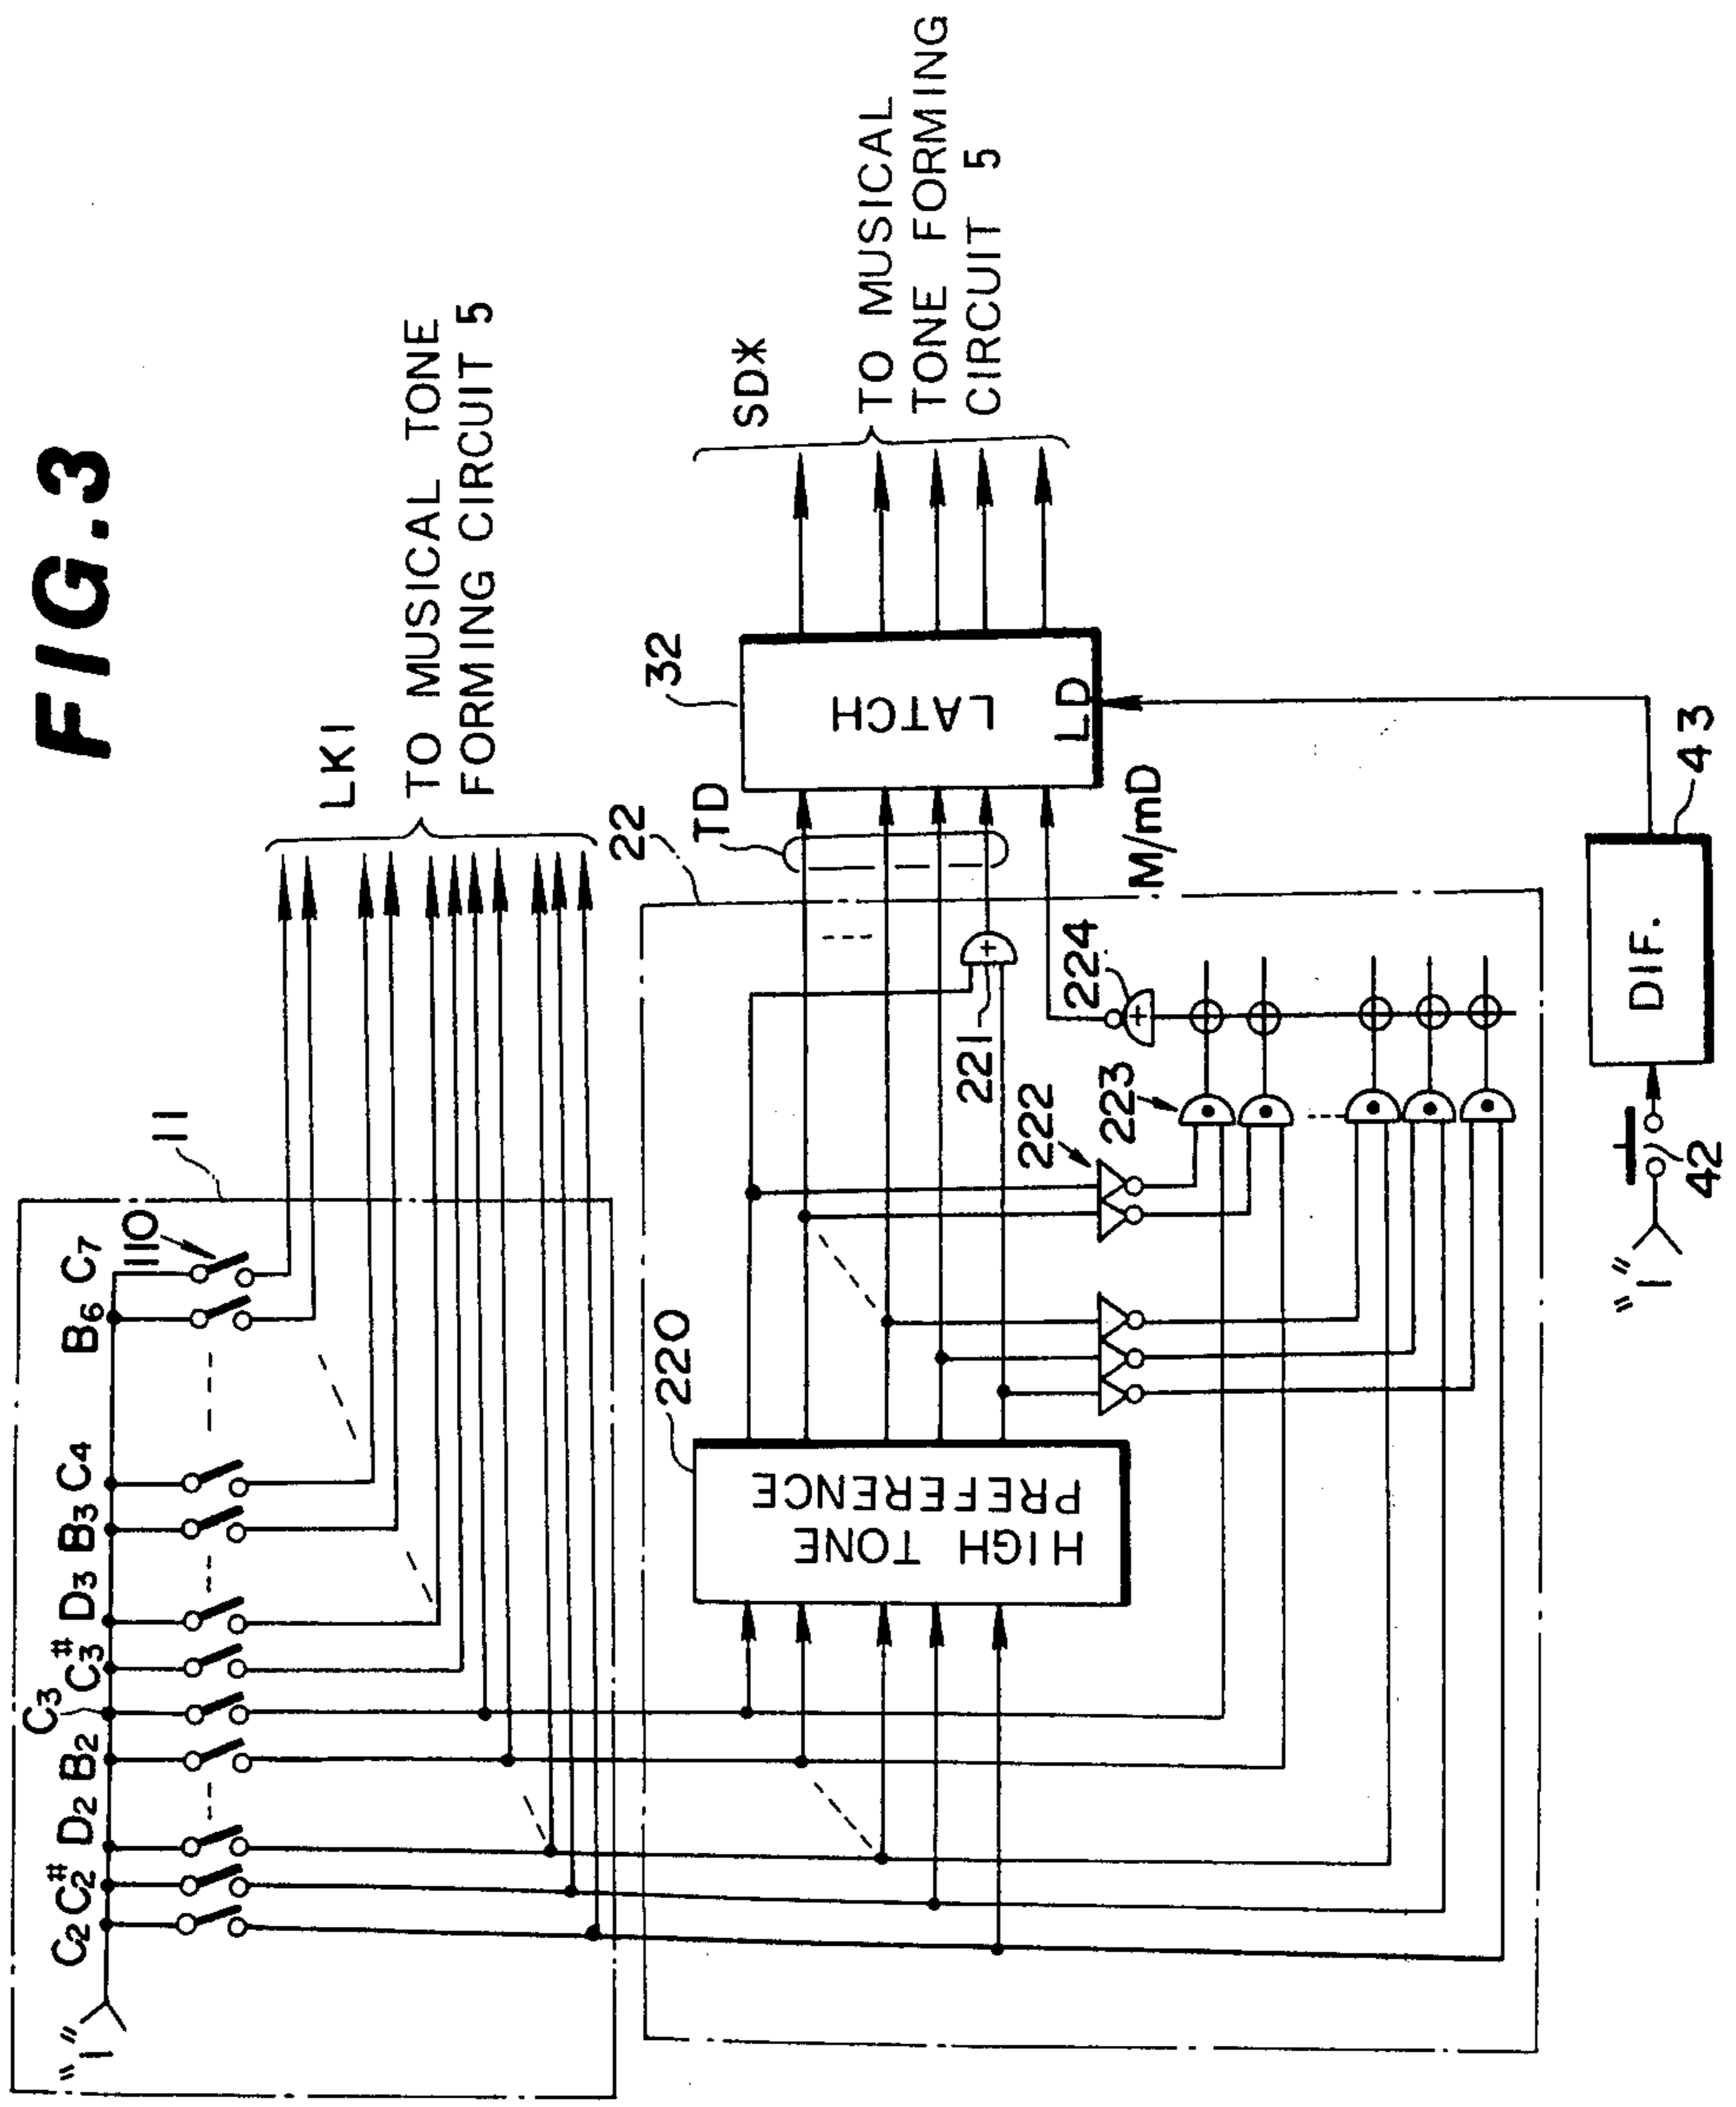 FIG.3
"1"
C2
C2#
D2
B2
C3
C3#
D3
B3
C4
B6
C7
110
11
LKI
TO MUSICAL TONE
FORMING CIRCUIT 5
22
220
HIGH TONE
PREFERENCE
221
222
223
224
TD
M/mD
32
LATCH
LD
SDX
TO MUSICAL
TONE FORMING
CIRCUIT 5
"1"
42
DIF.
43